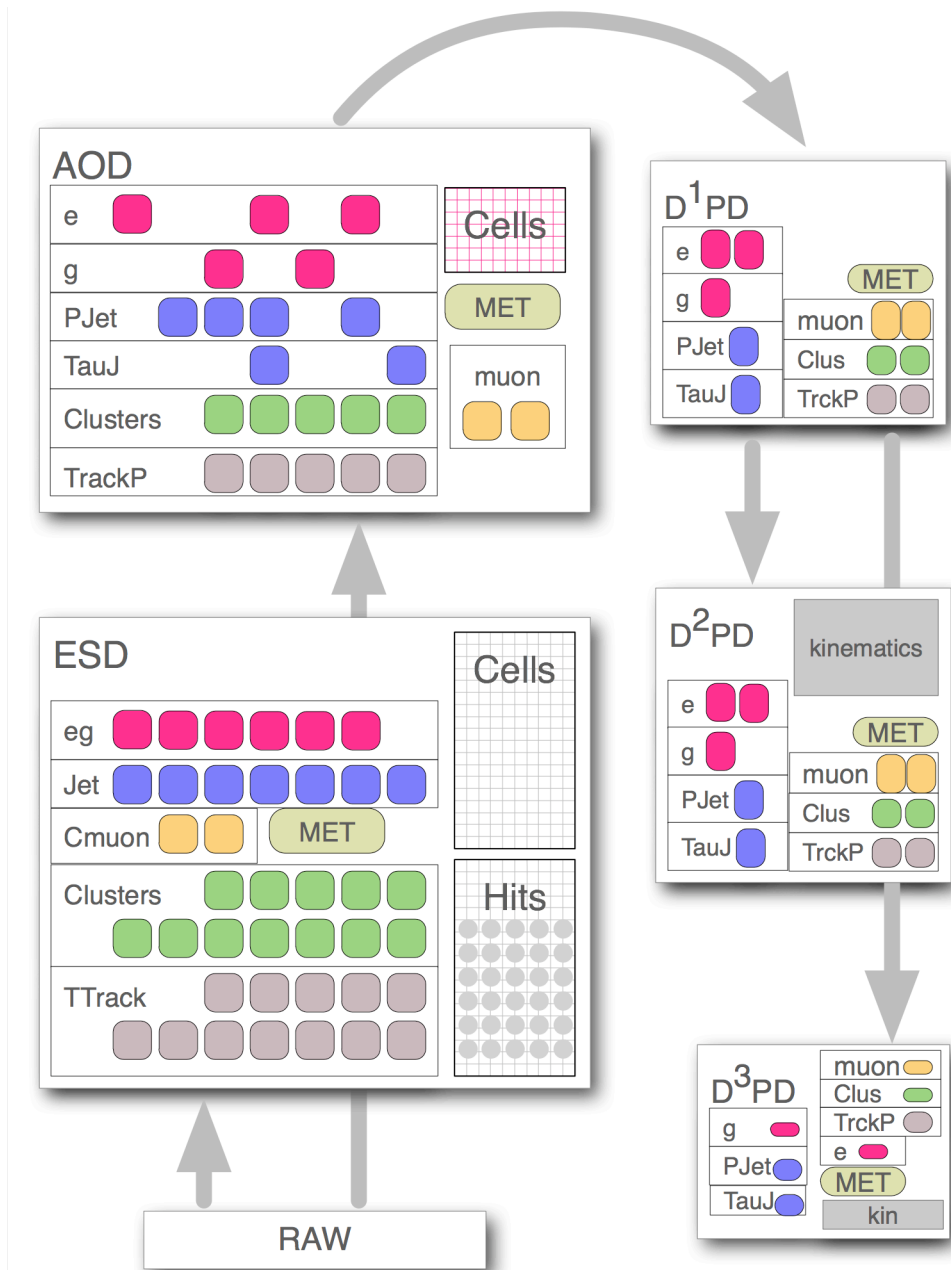 AOD
e
g
PJet
TauJ
Clusters
TrackP
Cells
MET
muon
D¹PD
e
g
PJet
TauJ
MET
muon
Clus
TrckP
ESD
eg
Jet
Cmuon
MET
Clusters
TTrack
Cells
Hits
D²PD
kinematics
e
g
PJet
TauJ
MET
muon
Clus
TrckP
D³PD
g
PJet
TauJ
muon
Clus
TrckP
e
MET
kin
RAW